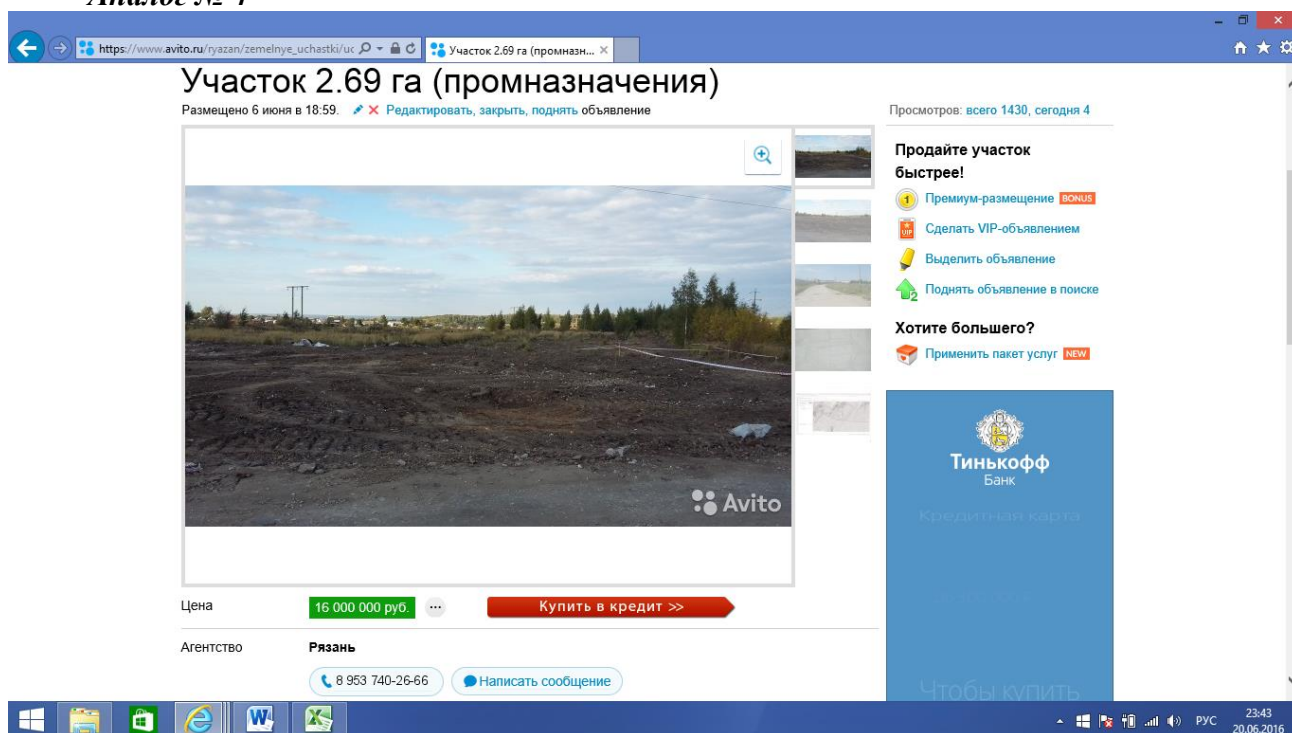 https://www.avito.ru/ryazan/zemelnye_uchastki/uc
Участок 2.69 га (промназн...
Участок 2.69 га (промназначения)
Размещено 6 июня в 18:59. Редактировать, закрыть, поднять объявление
Просмотров: всего 1430, сегодня 4
Продайте участок
быстрее!
1 Премиум-размещение BONUS
VIP Сделать VIP-объявлением
Выделить объявление
2 Поднять объявление в поиске
Хотите большего?
Применить пакет услуг NEW
Avito
Тинькофф
Банк
Кредитная карта
Чтобы купить
Цена 16 000 000 руб. ... Купить в кредит >>
Агентство Рязань
8 953 740-26-66 Написать сообщение
РУС
23:43
20.06.2016